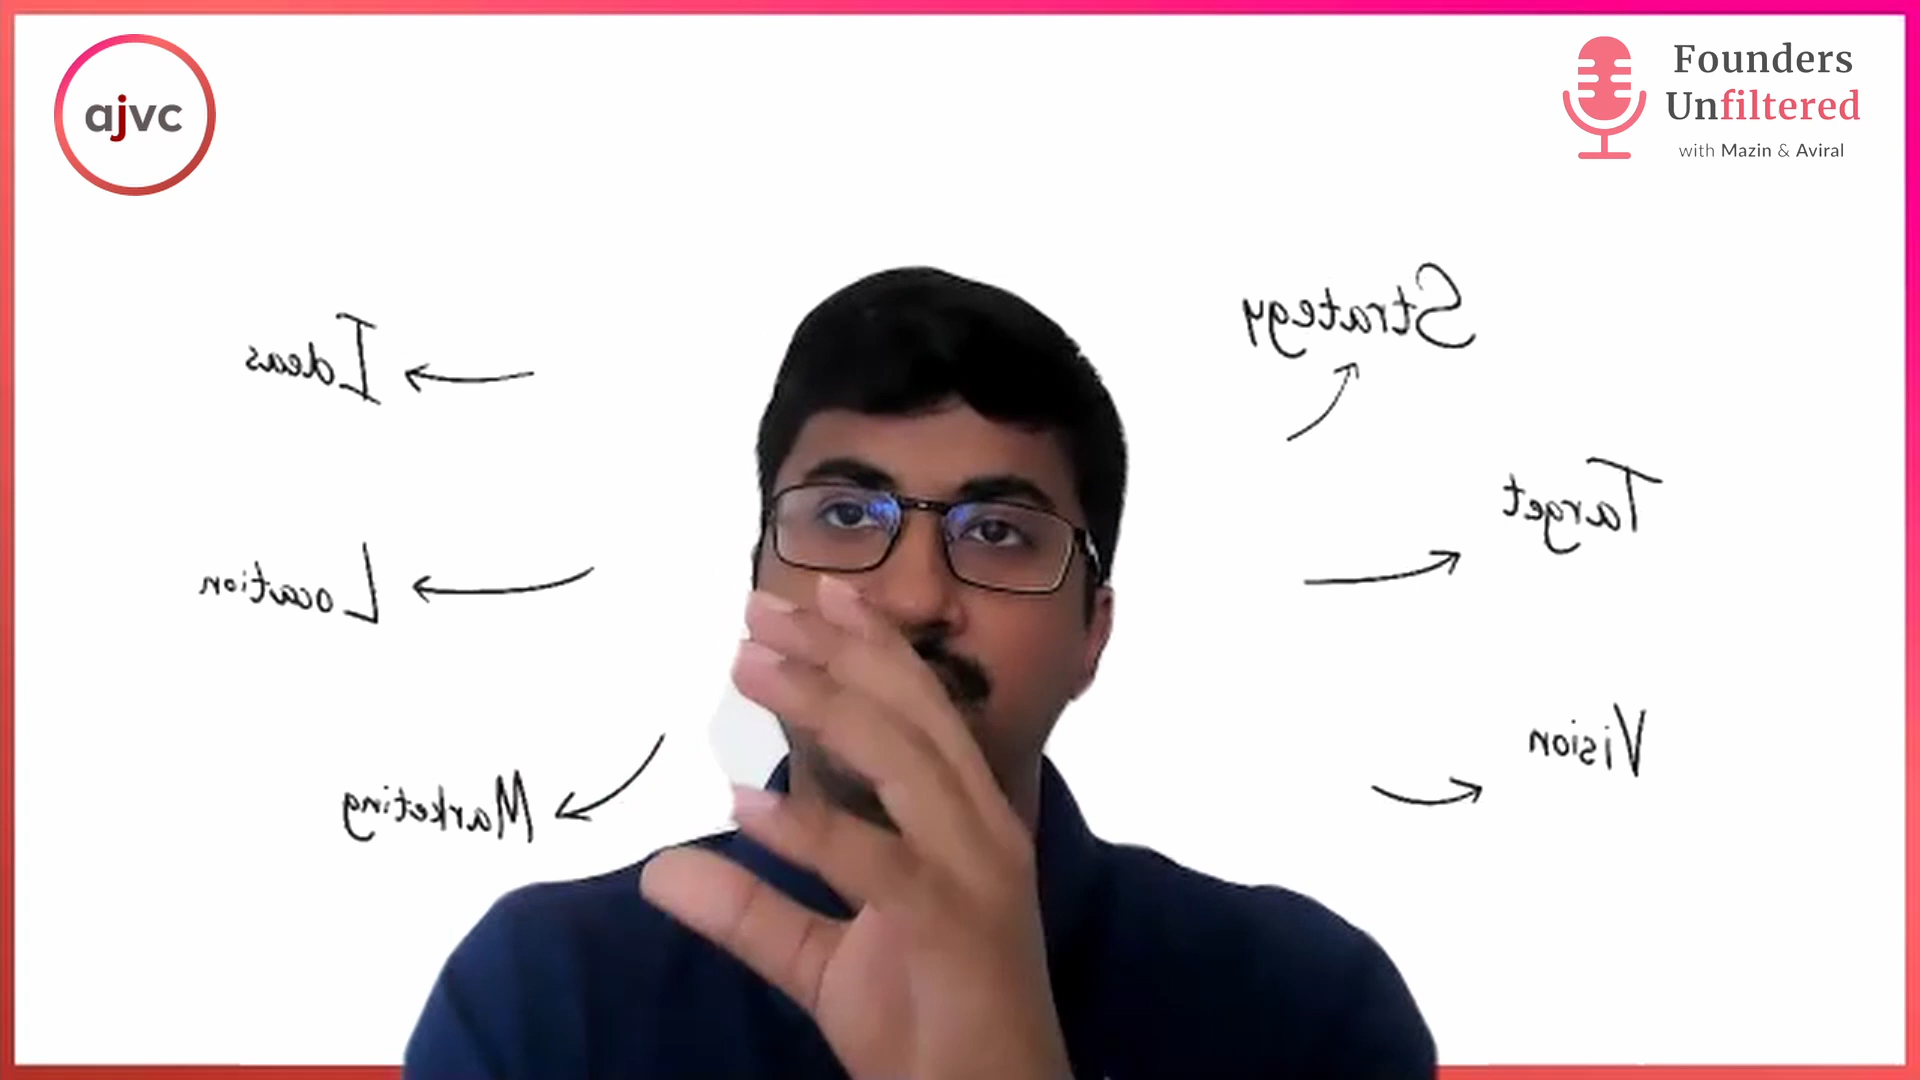 ajvc
Founders
Unfiltered
with Mazin & Aviral
Strategy
Ideas
Target
Location
Vision
Marketing